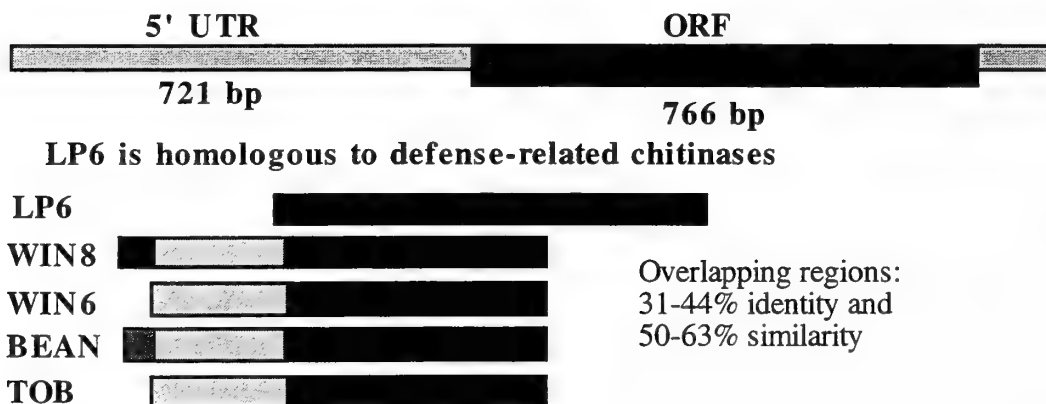 5' UTR ORF
721 bp
766 bp
LP6 is homologous to defense-related chitinases
LP6
WIN8
WIN6
BEAN
TOB
Overlapping regions:
31-44% identity and
50-63% similarity